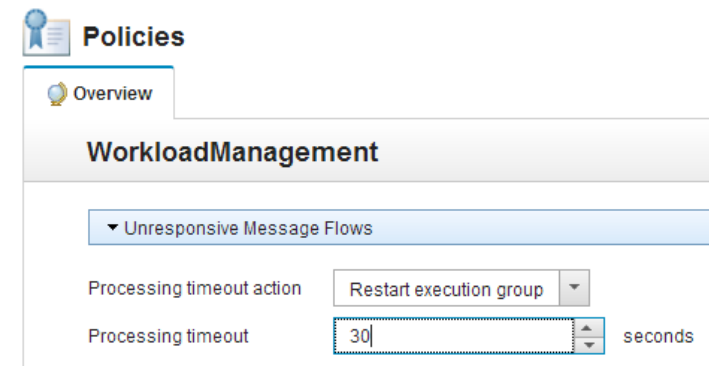 Policies
Overview
WorkloadManagement
Unresponsive Message Flows
Processing timeout action Restart execution group
Processing timeout 30 seconds